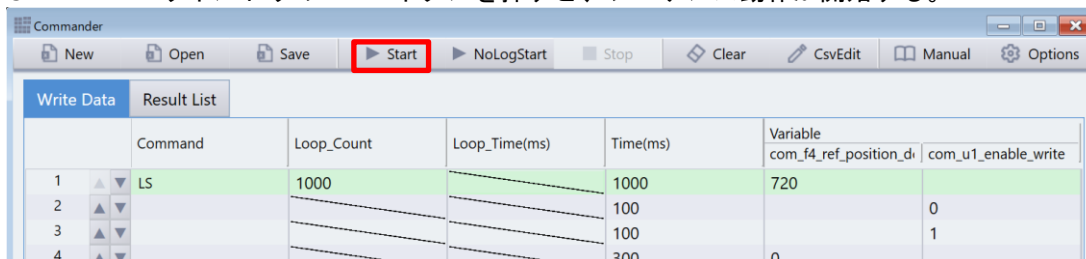 Commander
New Open Save Start NoLogStart Stop Clear CsvEdit Manual Options
Write Data Result List
Command Loop_Count Loop_Time(ms) Time(ms) Variable
com_f4_ref_position_d com_u1_enable_write
1 LS 1000 1000 720
2 100 0
3 100 1
4 300 0